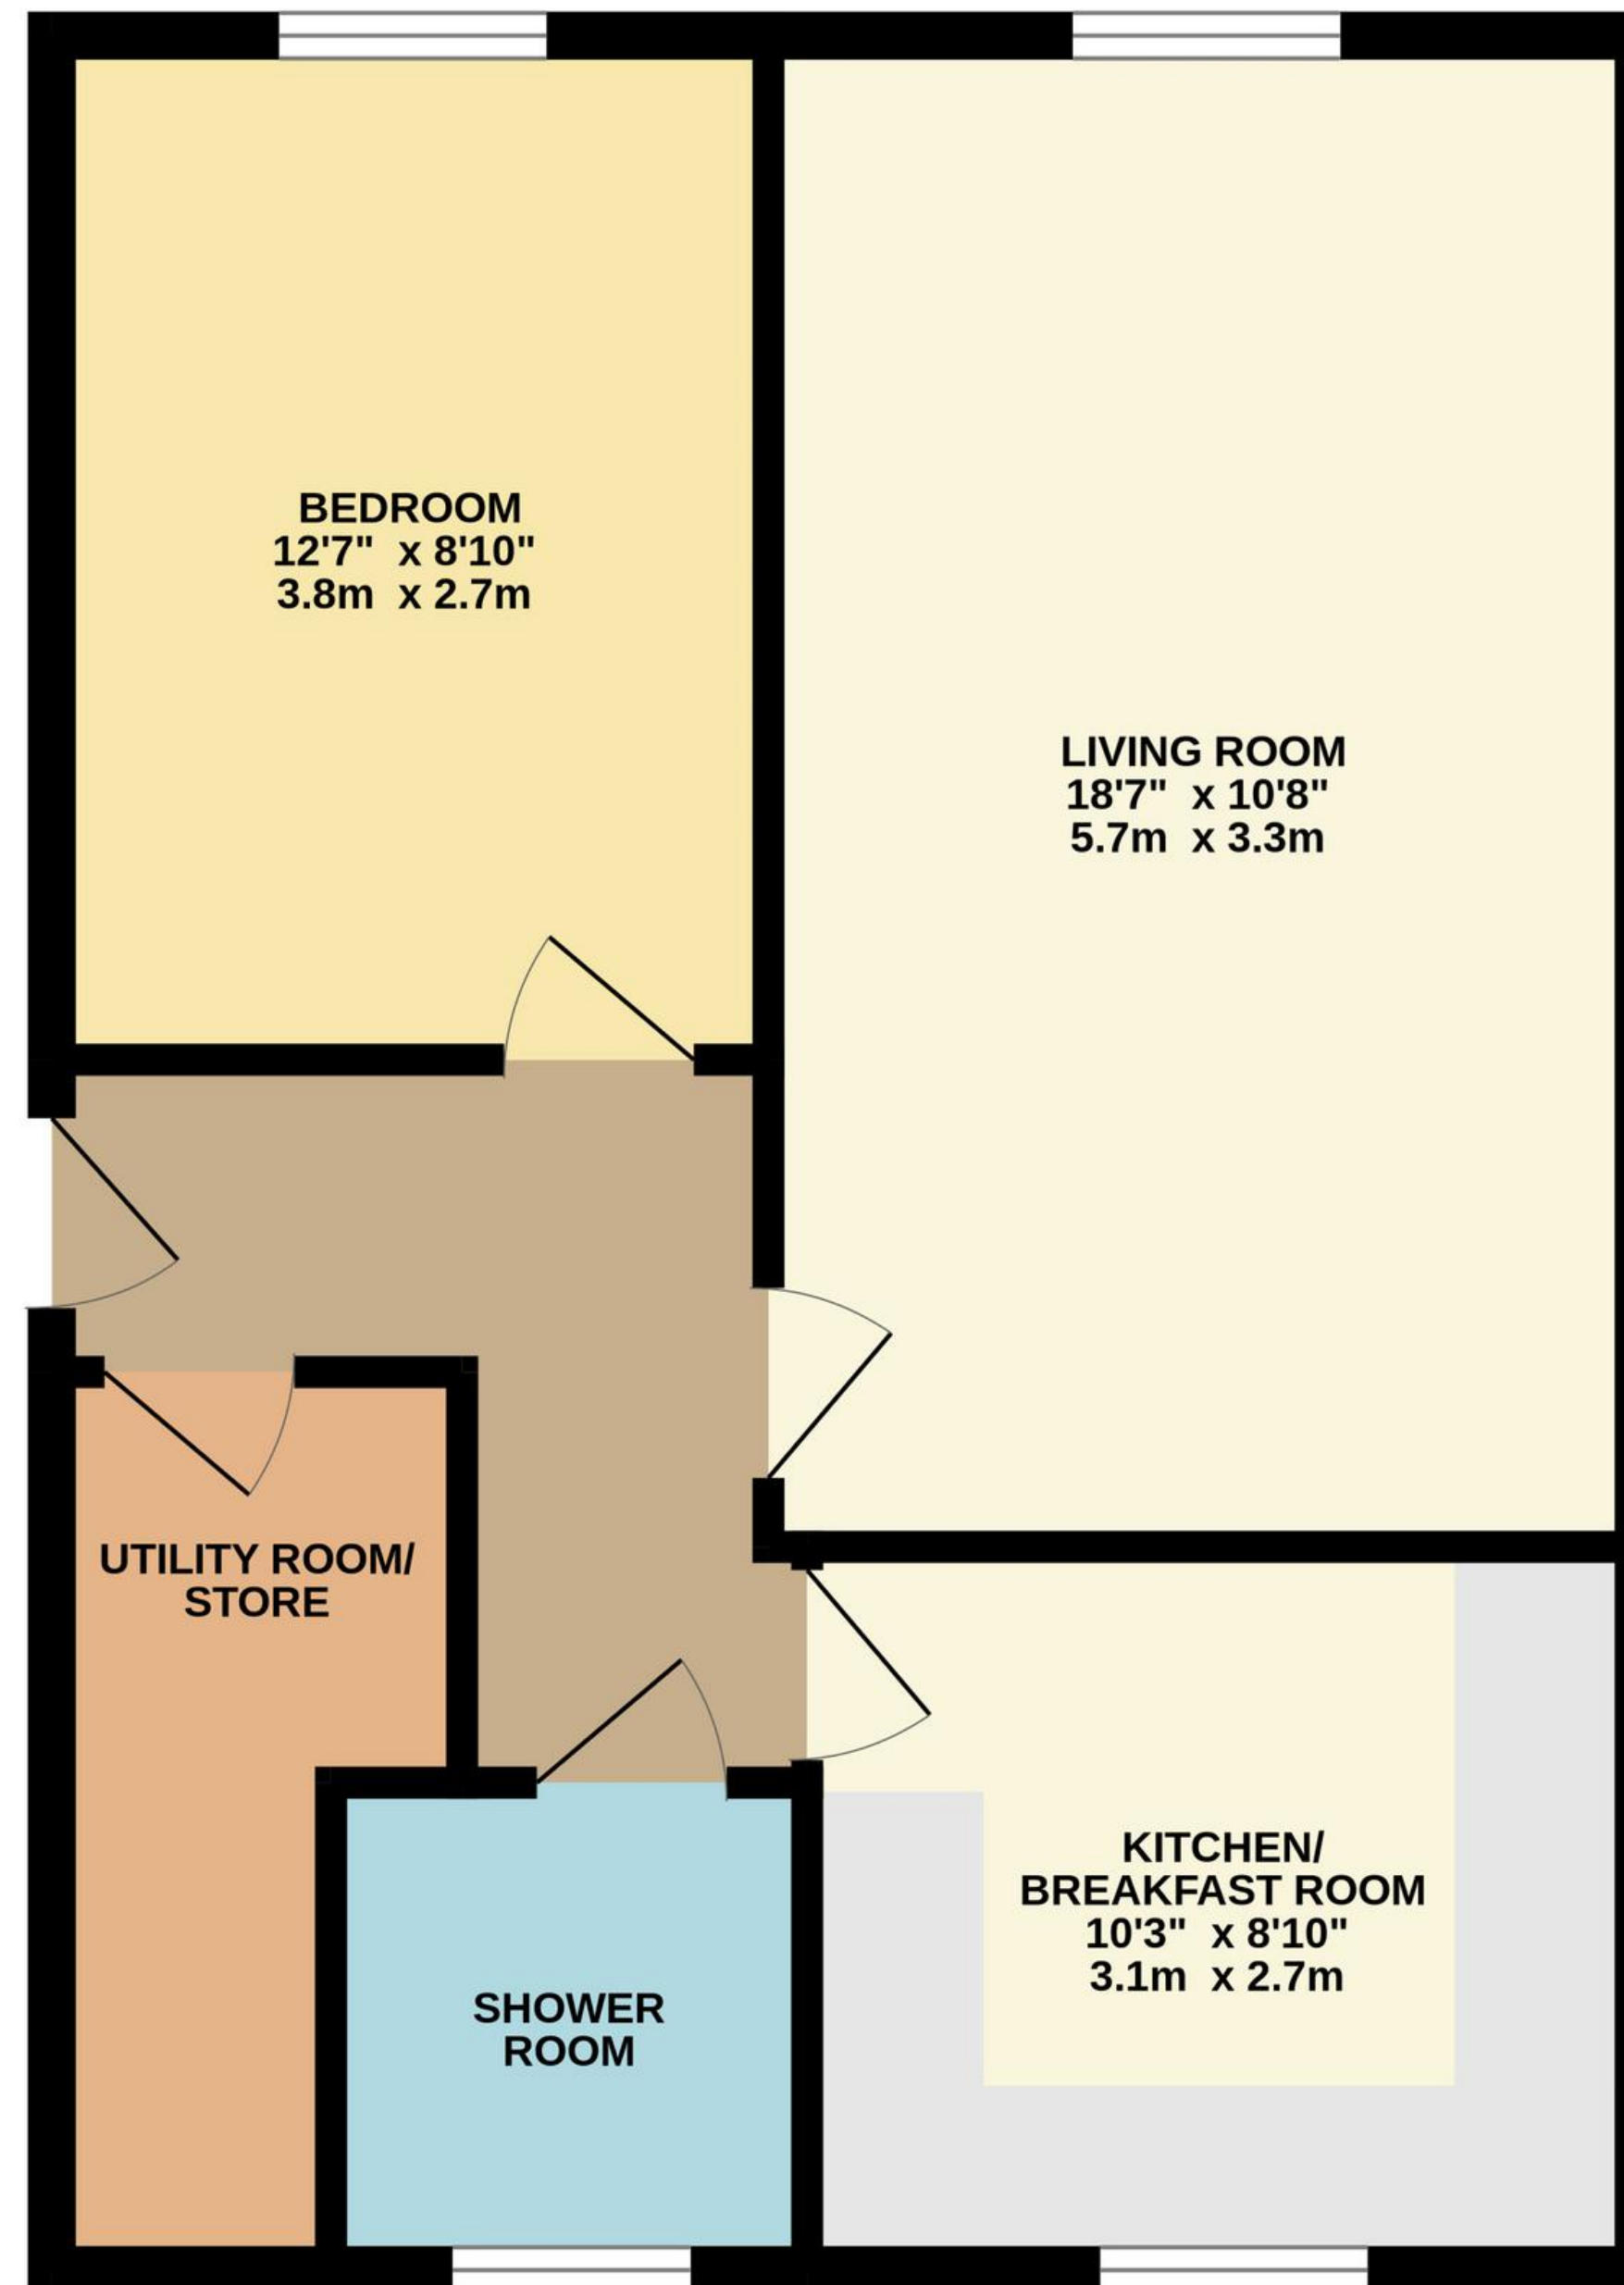 BEDROOM
12'7" x 8'10"
3.8m x 2.7m
LIVING ROOM
18'7" x 10'8"
5.7m x 3.3m
UTILITY ROOM/
STORE
KITCHEN/
BREAKFAST ROOM
10'3" x 8'10"
3.1m x 2.7m
SHOWER
ROOM